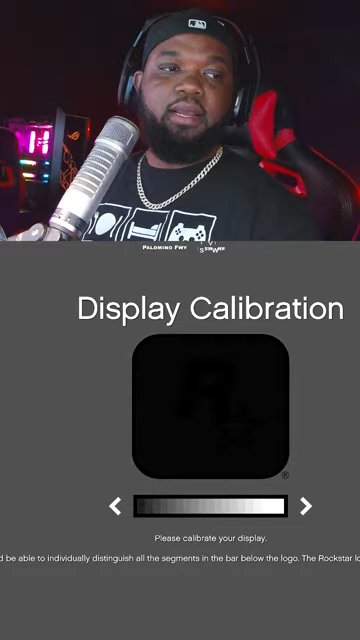 Palomino Fwy
Display Calibration
R
®
Please calibrate your display.
d be able to individually distinguish all the segments in the bar below the logo. The Rockstar lo